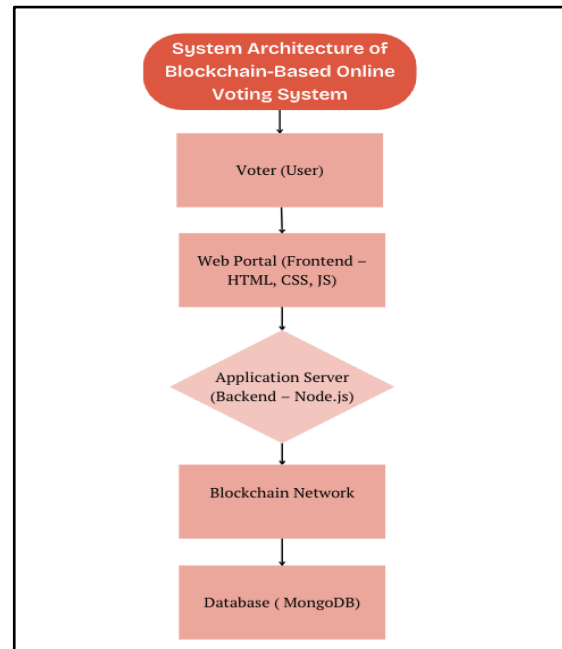 System Architecture of
Blockchain-Based Online
Voting System
Voter (User)
Web Portal (Frontend –
HTML, CSS, JS)
Application Server
(Backend – Node.js)
Blockchain Network
Database ( MongoDB)